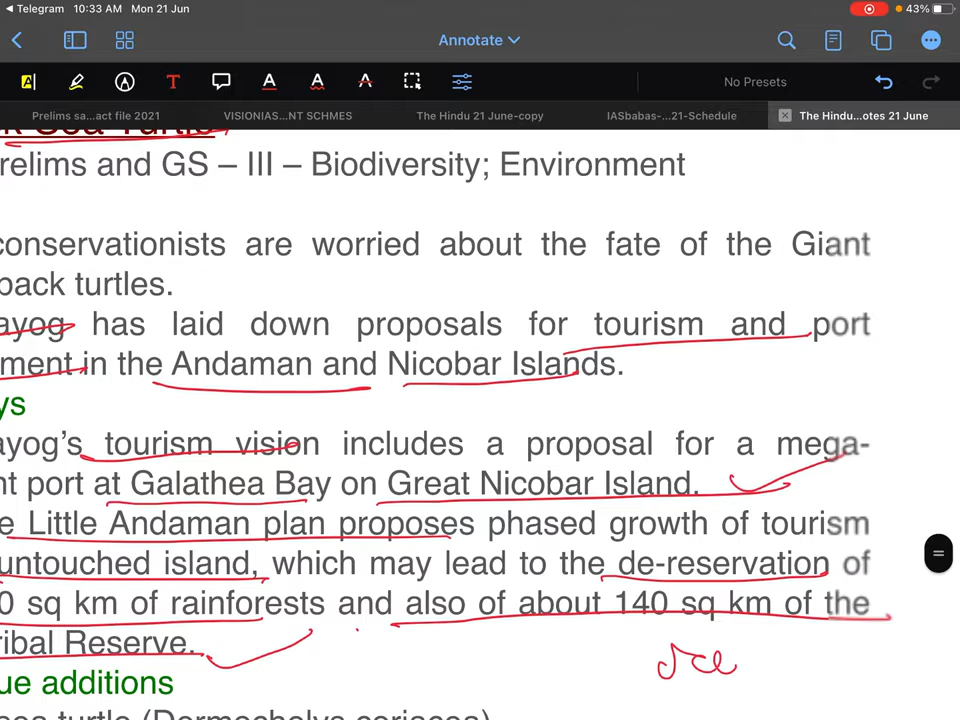 Telegram 10:33 AM Mon 21 Jun 43%
Annotate
No Presets
Prelims sa...act file 2021 VISIONIAS...NT SCHMES The Hindu 21 June-copy IASbabas-...21-Schedule The Hindu...otes 21 June
k Sea Turtle
relims and GS – III – Biodiversity; Environment
conservationists are worried about the fate of the Giant
back turtles.
ayog has laid down proposals for tourism and port
ment in the Andaman and Nicobar Islands.
ys
ayog's tourism vision includes a proposal for a mega-
nt port at Galathea Bay on Great Nicobar Island.
e Little Andaman plan proposes phased growth of tourism
untouched island, which may lead to the de-reservation of
0 sq km of rainforests and also of about 140 sq km of the
ribal Reserve.
ue additions
sea turtle (Dermochelys coriacea)